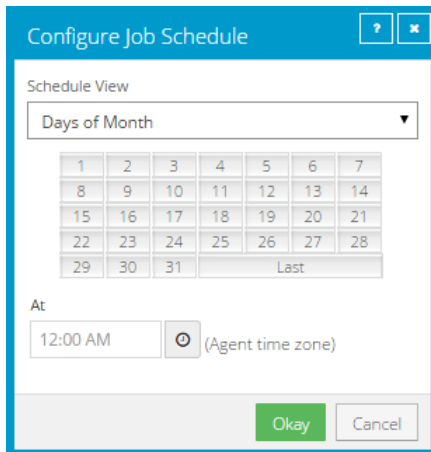 Configure Job Schedule ? ×
Schedule View
Days of Month
1 2 3 4 5 6 7
8 9 10 11 12 13 14
15 16 17 18 19 20 21
22 23 24 25 26 27 28
29 30 31 Last
At
12:00 AM (Agent time zone)
Okay Cancel